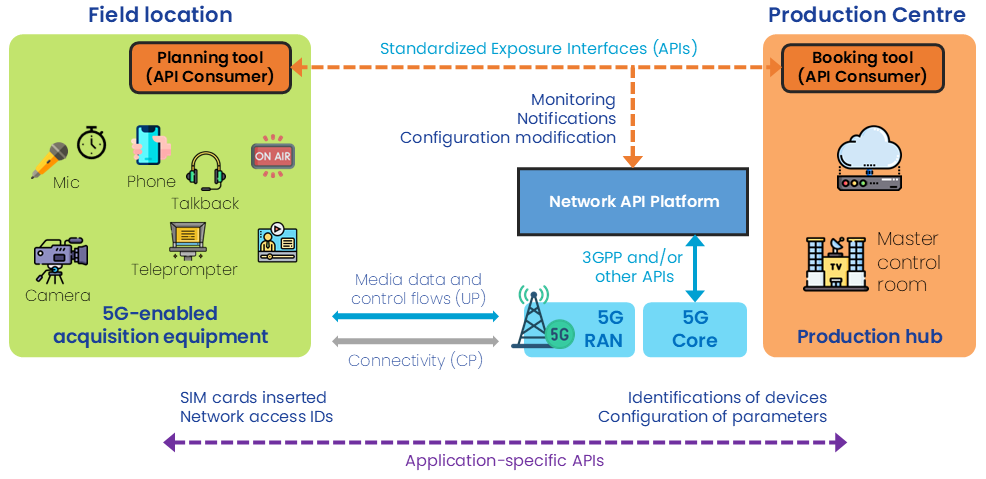 Field location
Production Centre
Planning tool
(API Consumer)
Standardized Exposure Interfaces (APIs)
Booking tool
(API Consumer)
Monitoring
Notifications
Configuration modification
Mic
Phone
ON AIR
Talkback
Network API Platform
Teleprompter
Camera
3GPP and/or
other APIs
TV
Master
control
room
5G-enabled
acquisition equipment
Media data and
control flows (UP)
Connectivity (CP)
5G
5G
RAN
5G
Core
Production hub
SIM cards inserted
Network access IDs
Identifications of devices
Configuration of parameters
Application-specific APIs